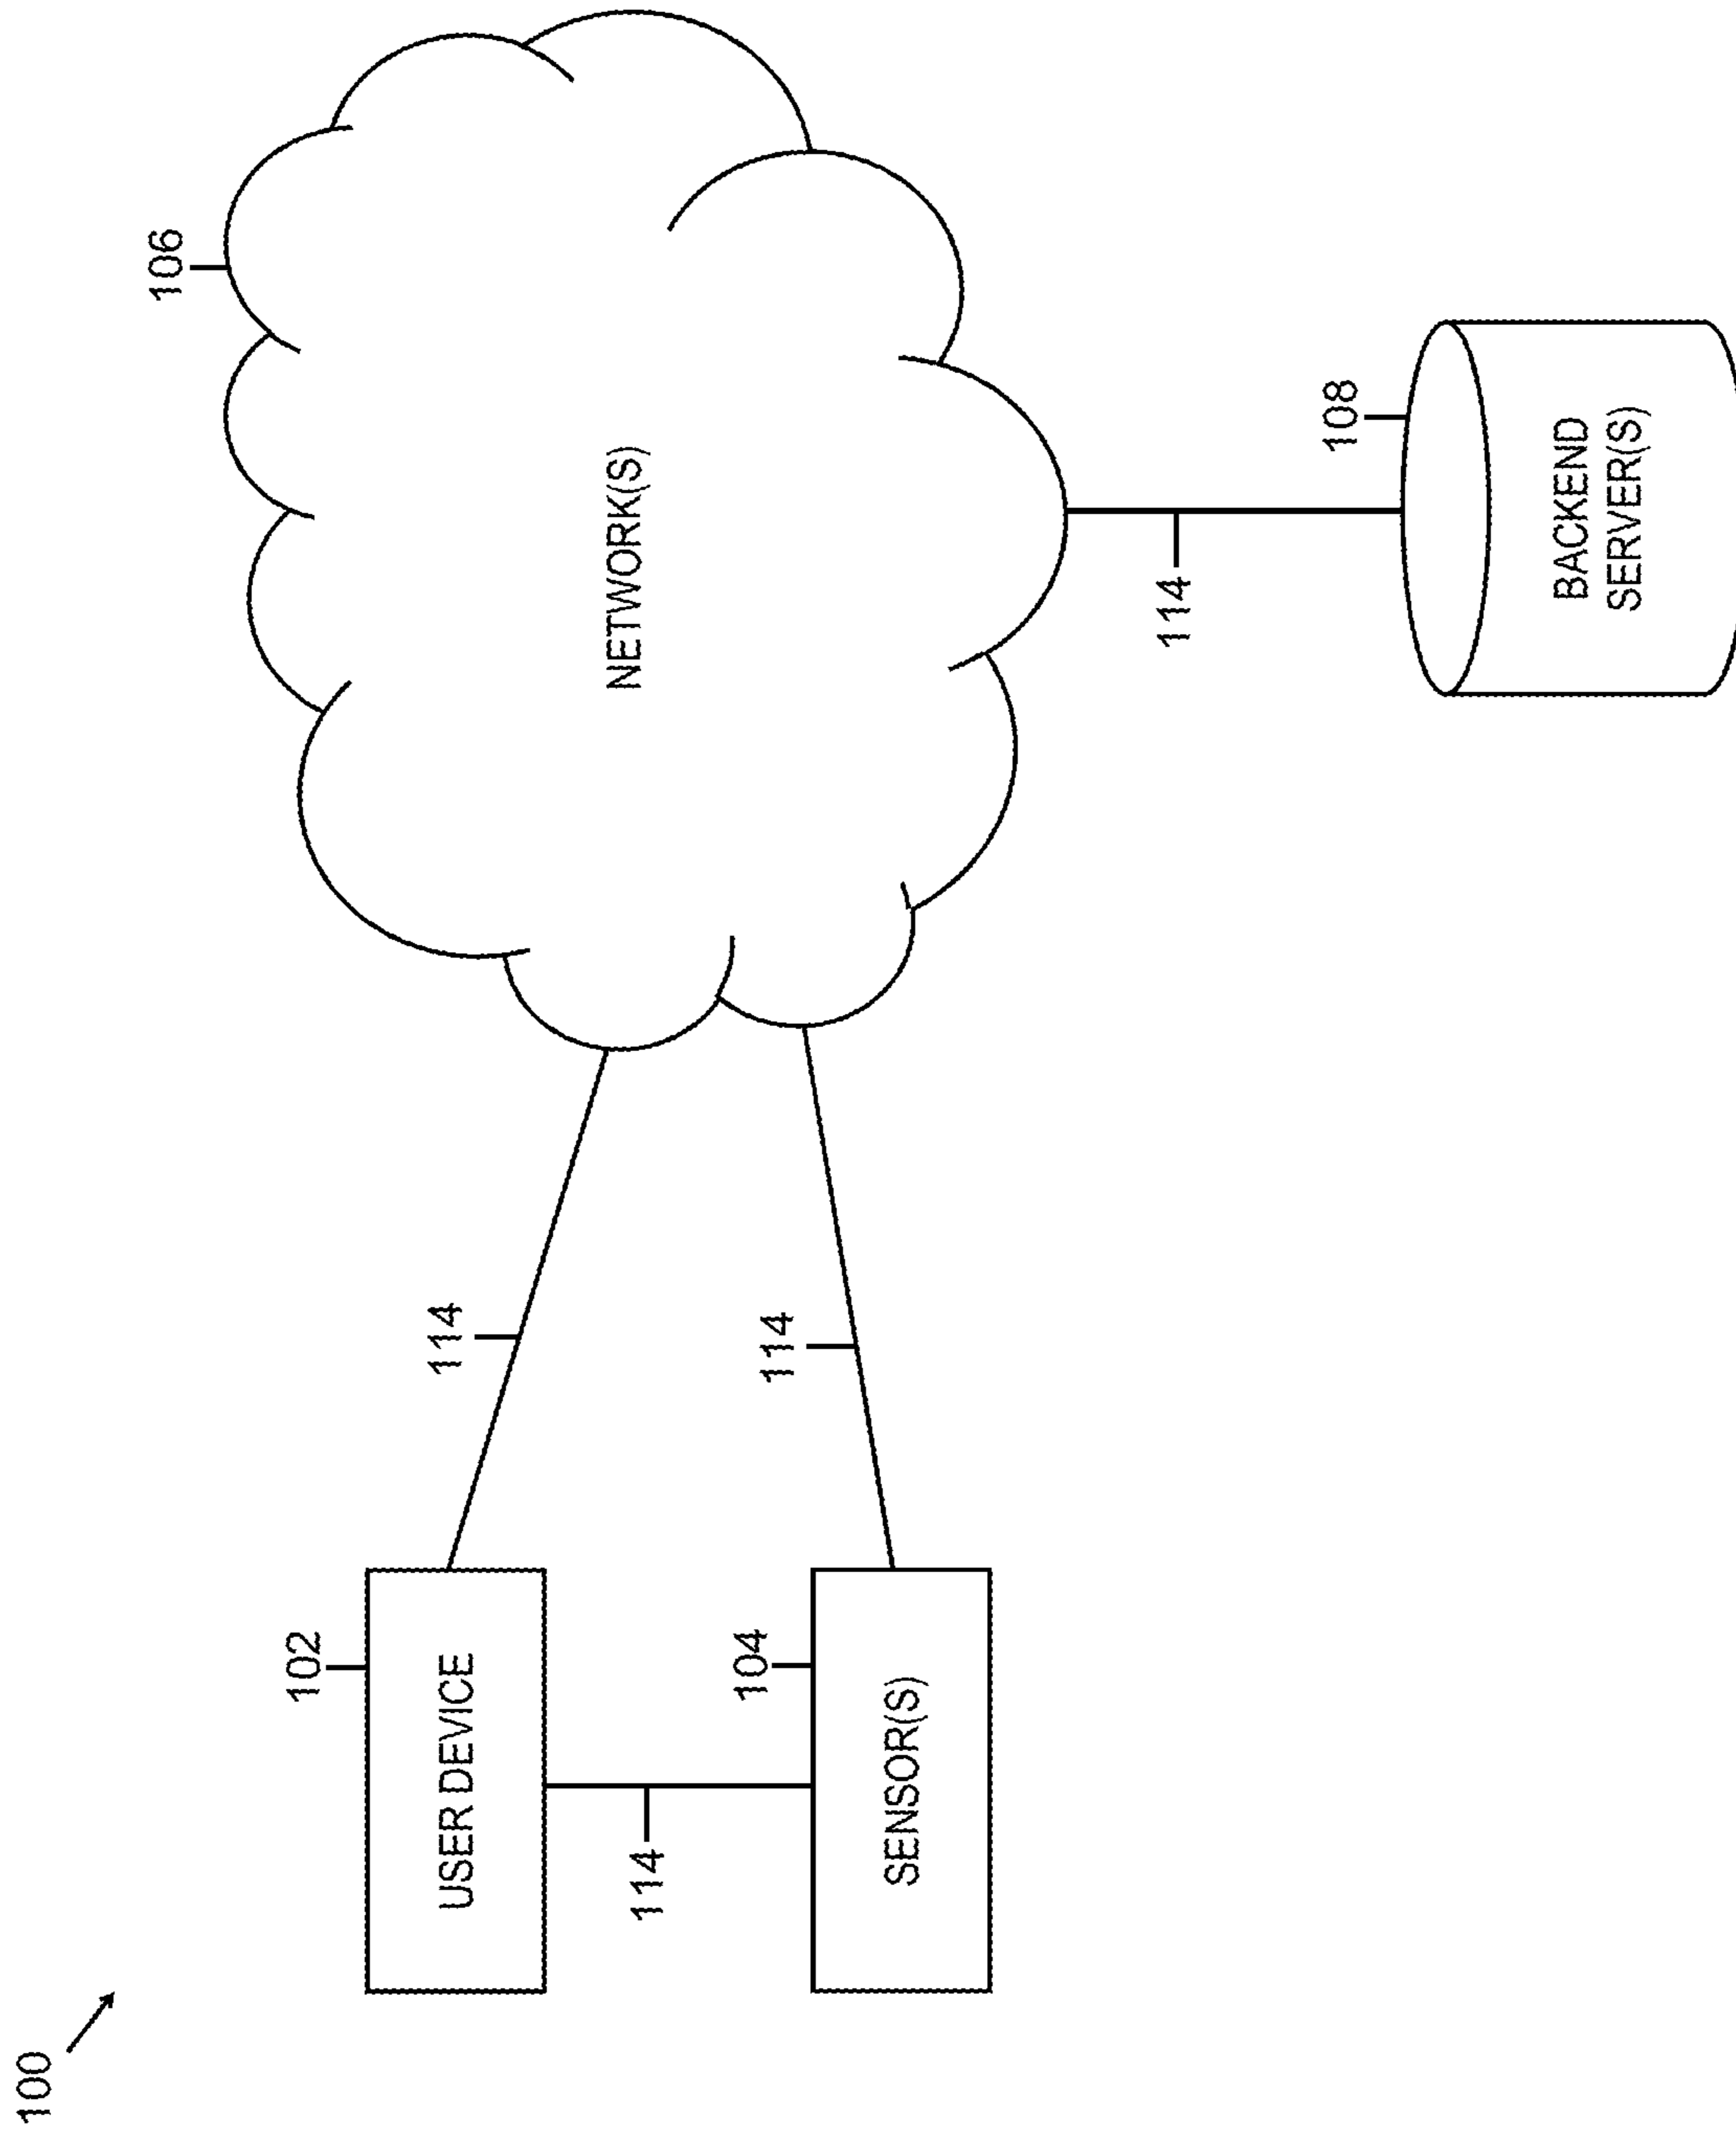 100
102
USER DEVICE
114
104
SENSOR(S)
114
114
106
NETWORK(S)
114
108
BACKEND
SERVER(S)